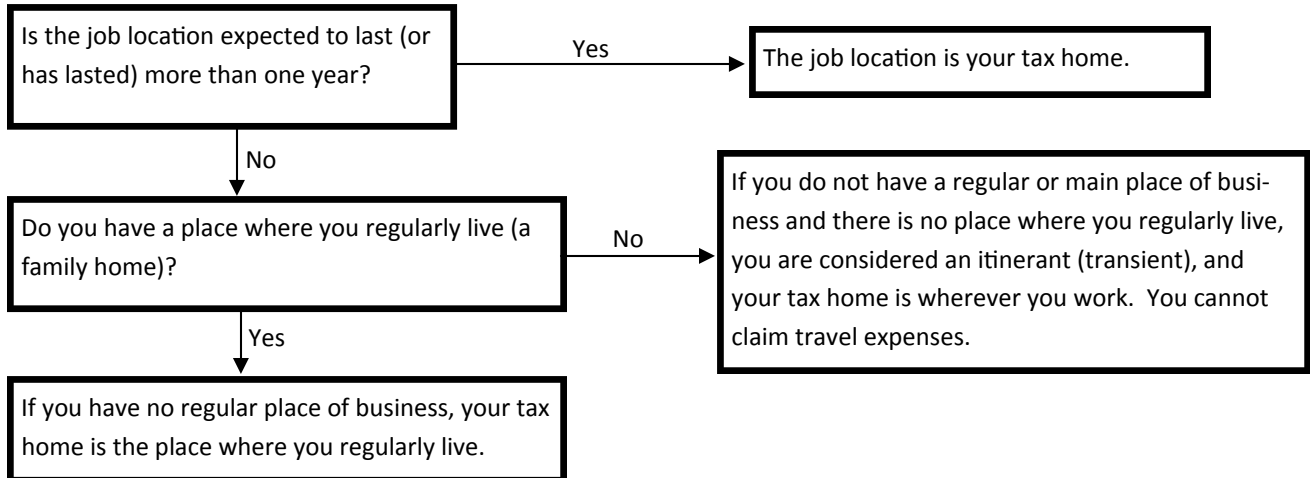 Is the job location expected to last (or
has lasted) more than one year?
Yes
The job location is your tax home.
No
Do you have a place where you regularly live (a
family home)?
No
If you do not have a regular or main place of busi-
ness and there is no place where you regularly live,
you are considered an itinerant (transient), and
your tax home is wherever you work.  You cannot
claim travel expenses.
Yes
If you have no regular place of business, your tax
home is the place where you regularly live.